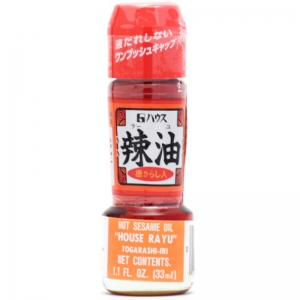 液だれしない
ワンプッシュキャップ
ハウス
ラー ユ
辣油
唐がらし入
HOT SESAME OIL
"HOUSE RAYU"
TOGARASHI-IRI
NET CONTENTS.
1.1 FL. OZ. (33ml)